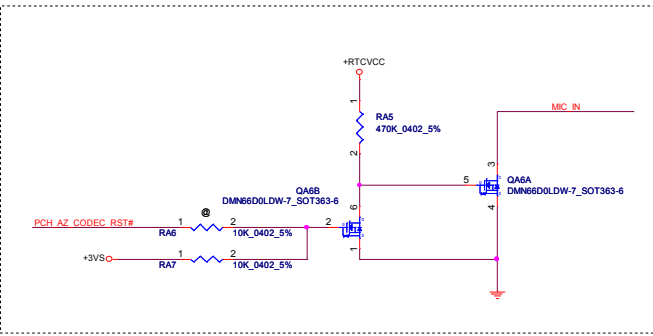 +RTCVCC
1
RA5
470K_0402_5%
2
MIC_IN
3
5
QA6A
DMN66D0LDW-7_SOT363-6
4
QA6B
DMN66D0LDW-7_SOT363-6
6
2
1
@
PCH_AZ_CODEC_RST#
1
2
RA6
10K_0402_5%
+3VS
1
2
RA7
10K_0402_5%